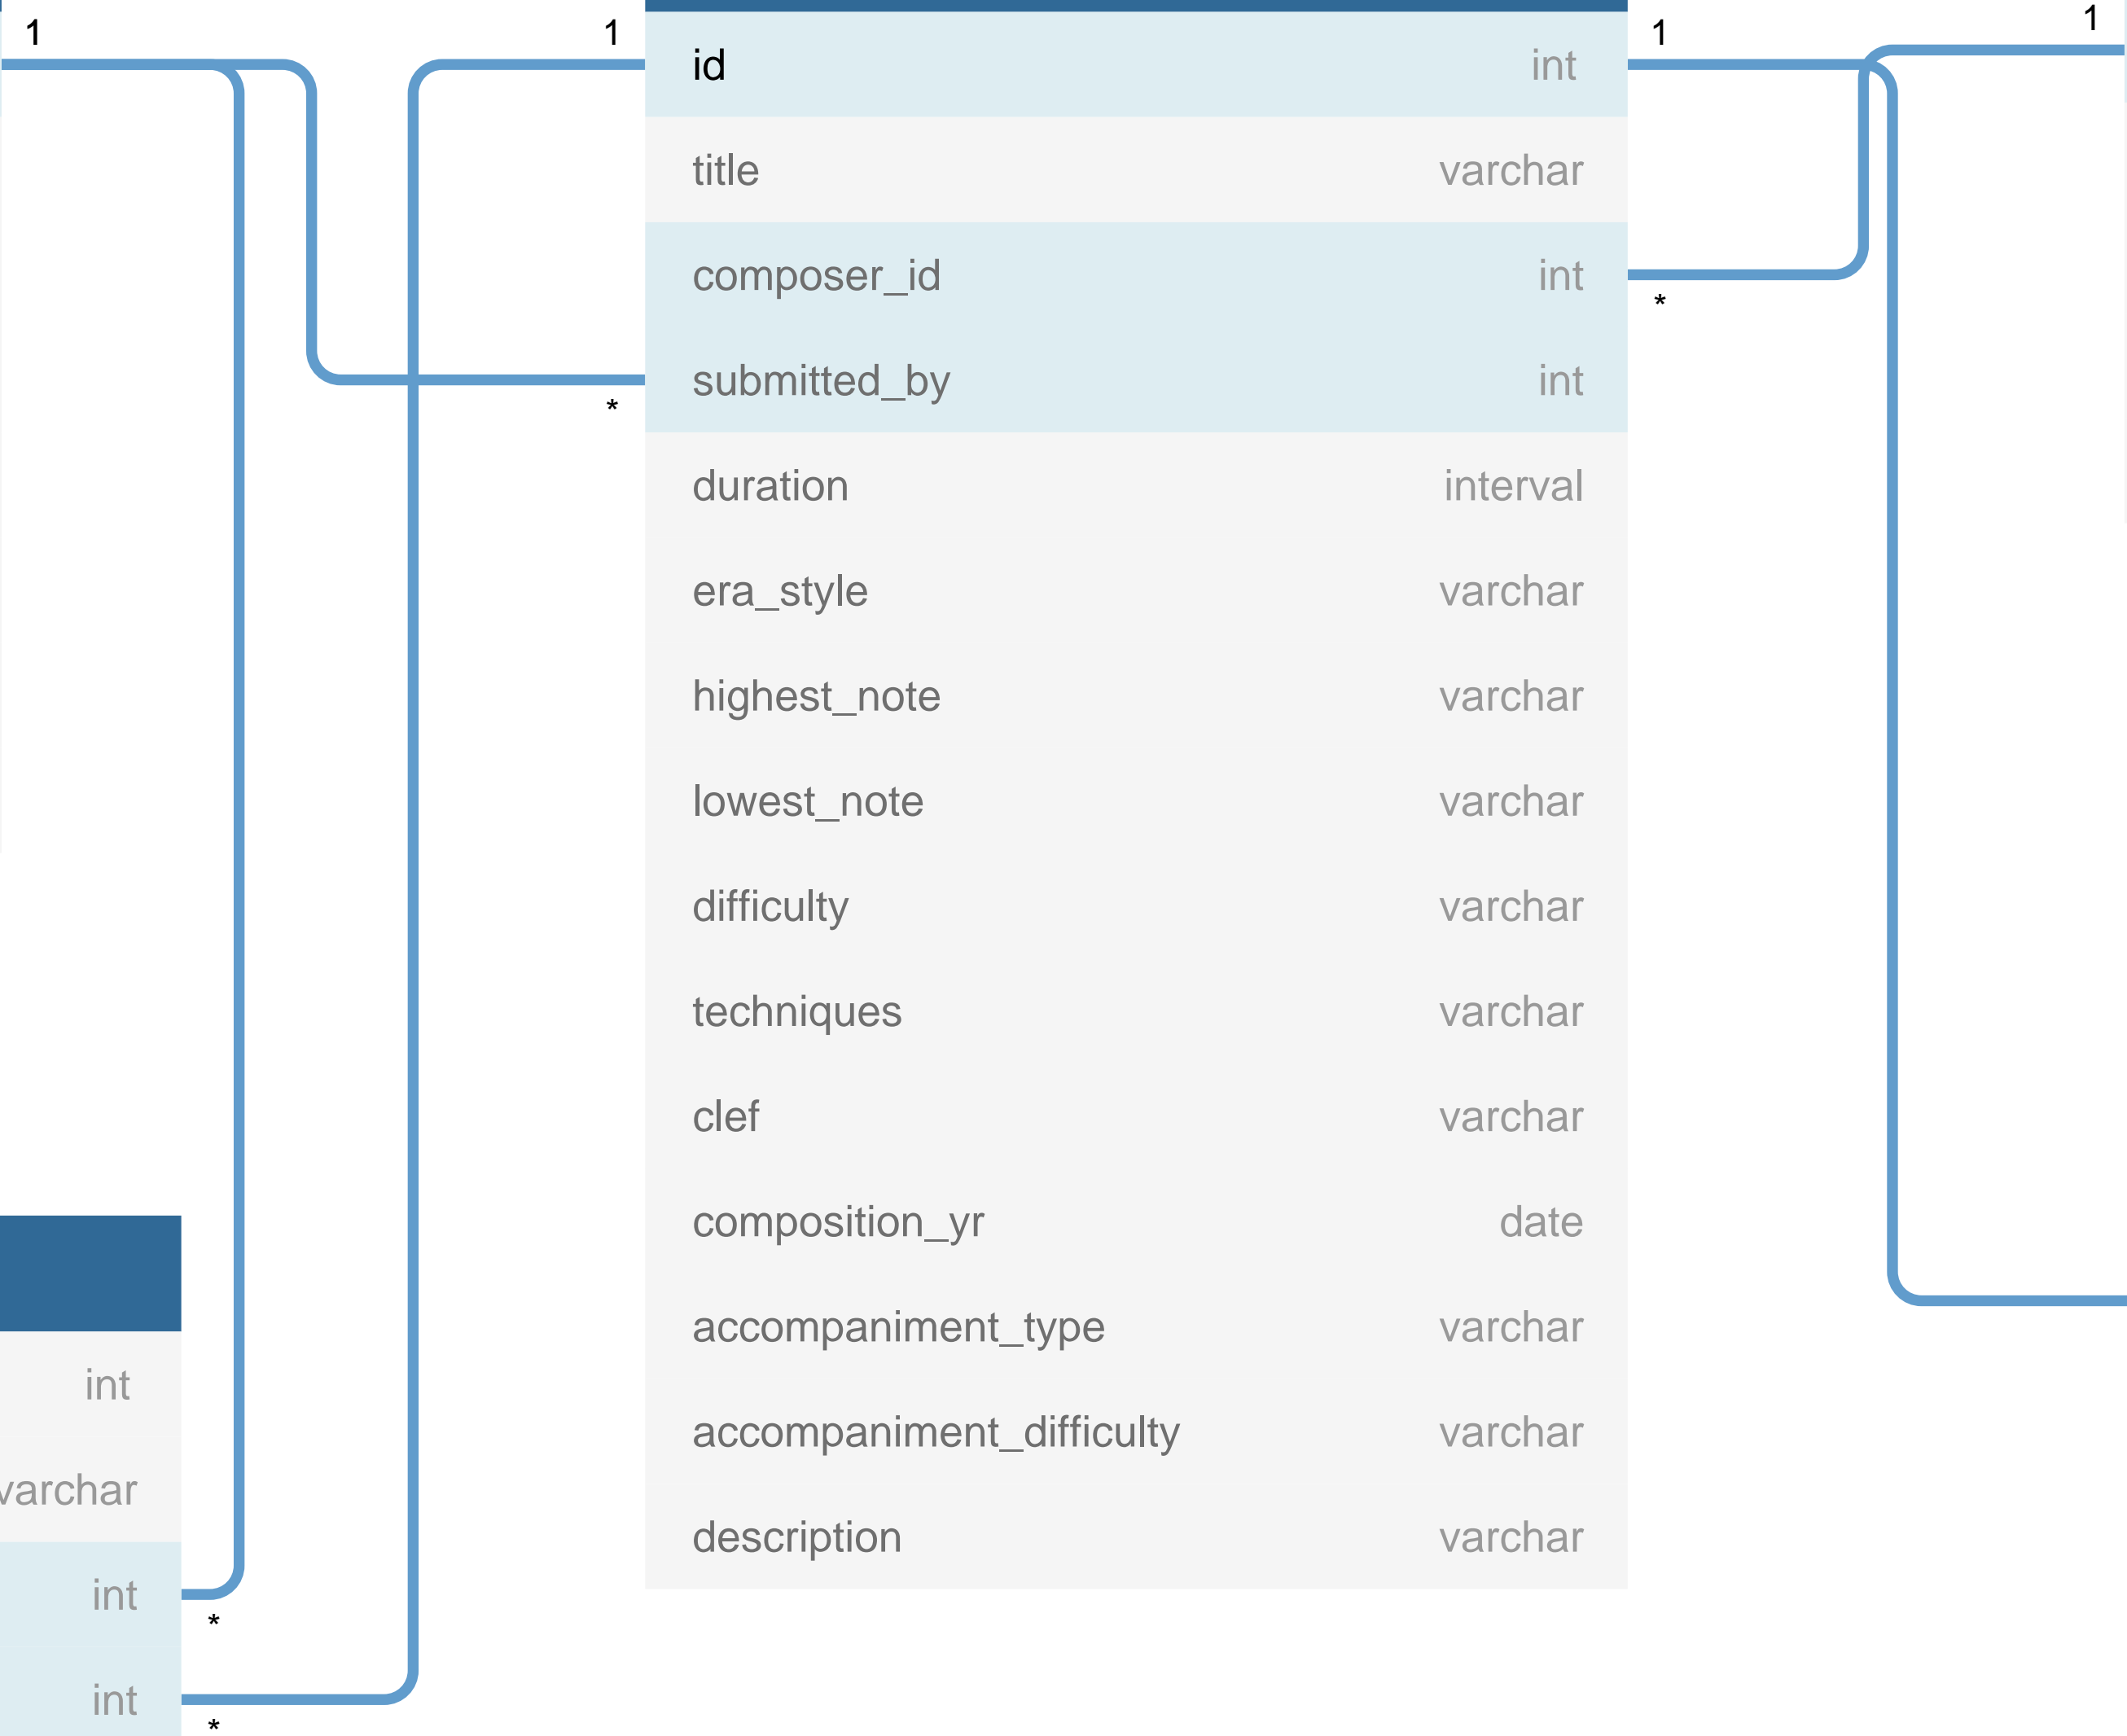 1
1
1
1
id int
title varchar
composer_id int
*
submitted_by int
*
duration interval
era_style varchar
highest_note varchar
lowest_note varchar
difficulty varchar
techniques varchar
clef varchar
composition_yr date
accompaniment_type varchar
int
accompaniment_difficulty varchar
varchar
description varchar
int
*
int
*